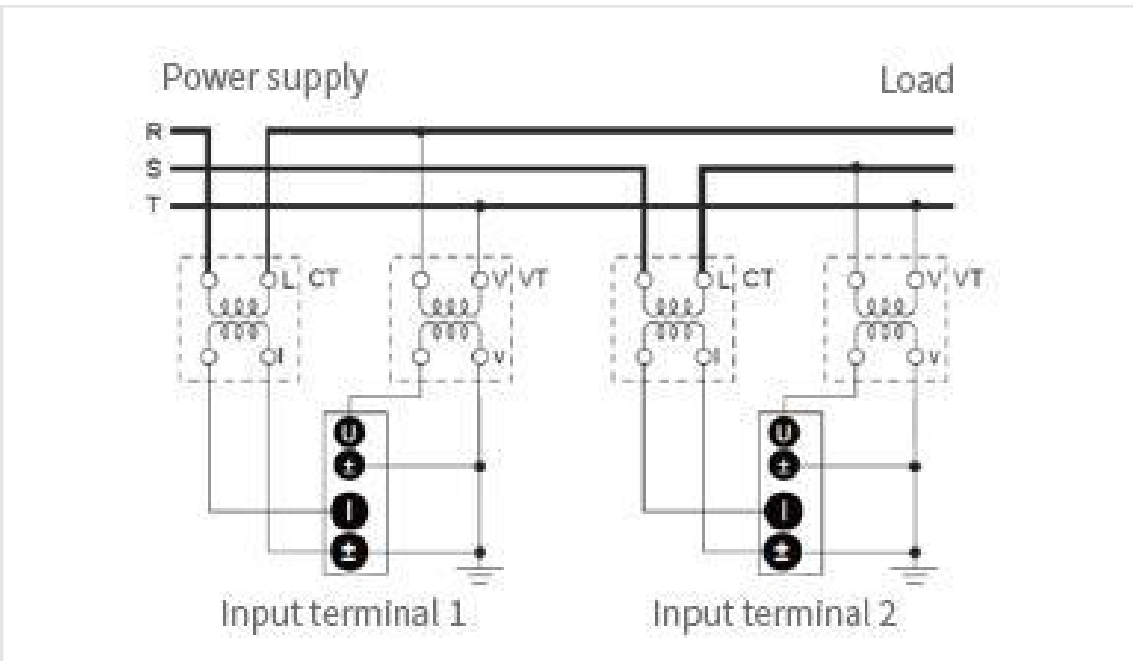 Power supply Load
R
S
T
L CT V VT L CT V VT
l v l v
U U
± ±
I I
± ±
Input terminal 1 Input terminal 2